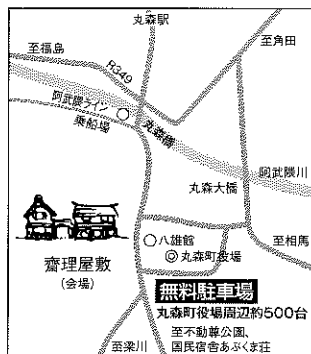 丸森駅
至福島
至角田
R349
阿武隈ライン
乗船場
丸森橋
阿武隈川
丸森大橋
八雄館
丸森町役場
至相馬
齋理屋敷
(会場)
無料駐車場
丸森町役場周辺約500台
至不動尊公園、
国民宿舎あぶくま荘
至梁川